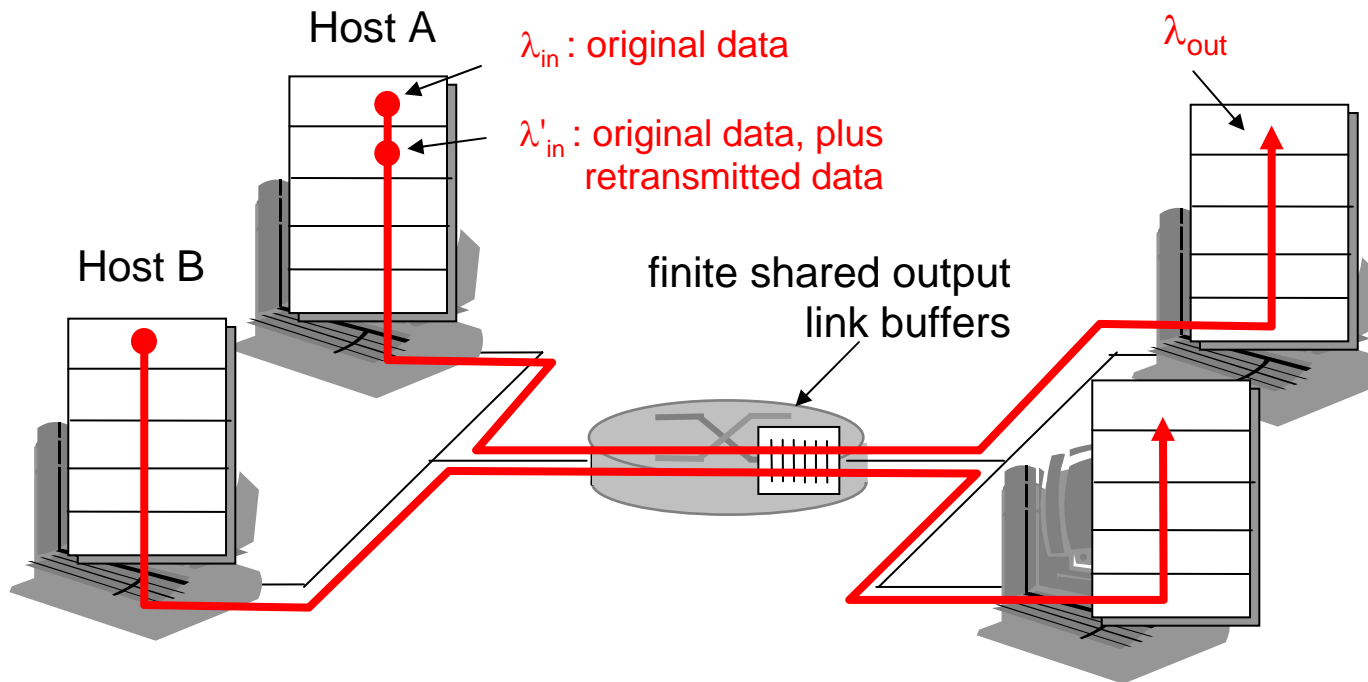 Host A
λin : original data
λ'in : original data, plus
retransmitted data
λout
Host B
finite shared output
link buffers